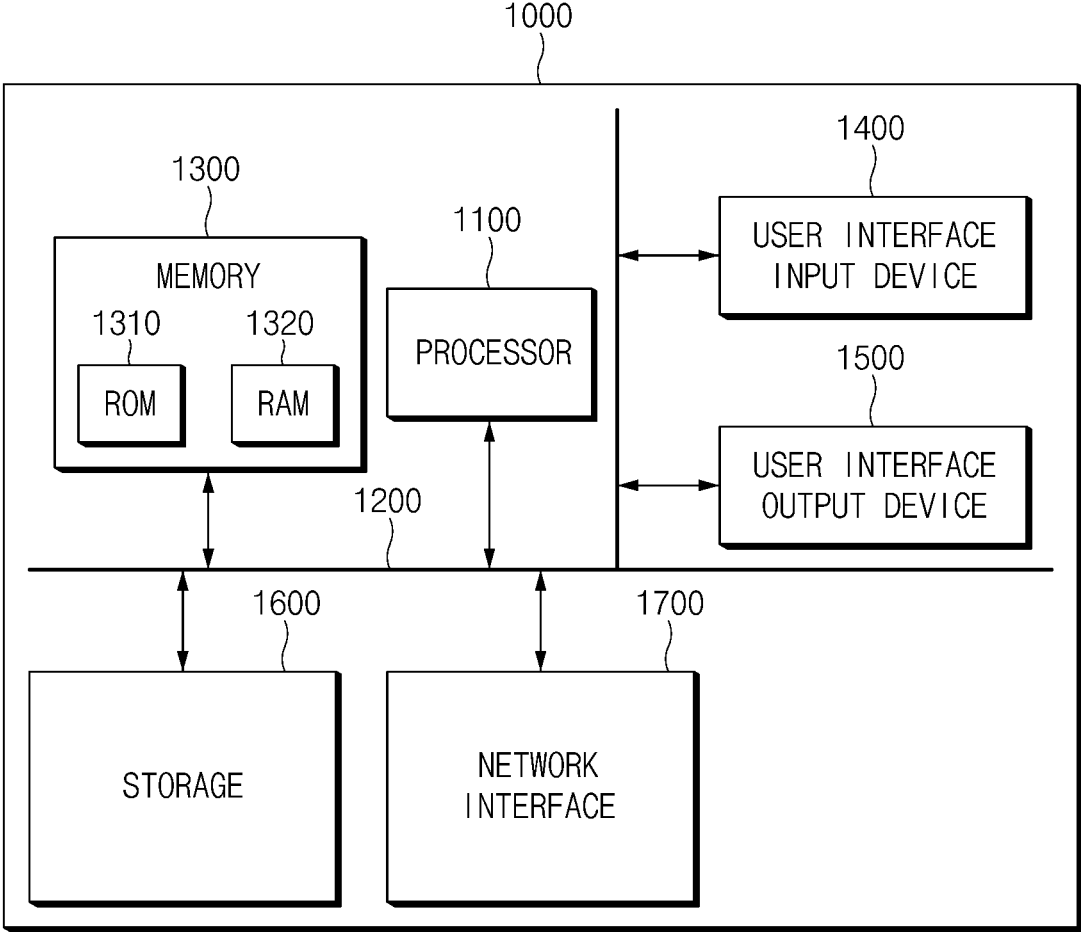 1000
1400
1300
1100
USER INTERFACE
INPUT DEVICE
MEMORY
1310
1320
PROCESSOR
ROM
RAM
1500
USER INTERFACE
OUTPUT DEVICE
1200
1600
1700
STORAGE
NETWORK
INTERFACE